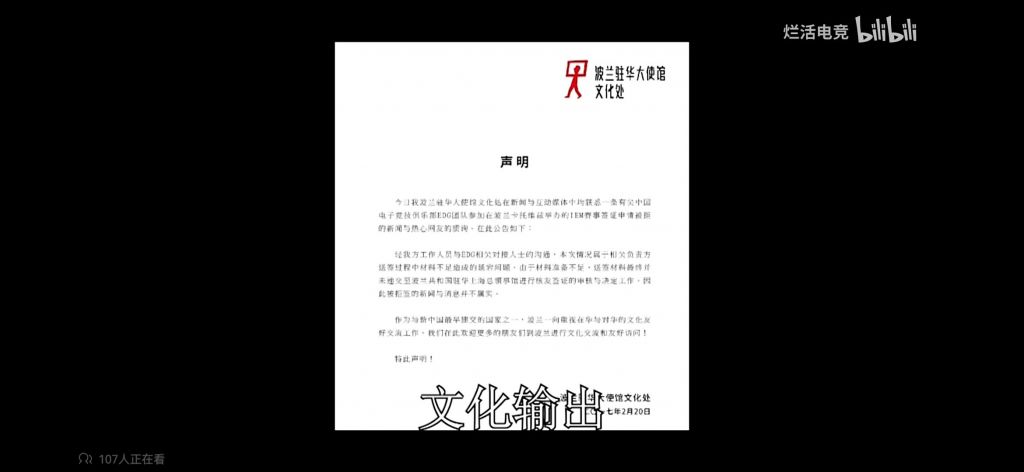 烂活电竞 bilibili
波兰驻华大使馆
文化处
声明
今日我波兰驻华大使馆文化处在新闻与互动媒体中均获悉一条有关中国
电子竞技俱乐部EDG团队参加在波兰卡托维兹举办的IEM赛事签证申请被拒
的新闻与热心网友的质询。在此公告如下：
经我方工作人员与EDG相关对接人士的沟通，本次情况属于相关负责方
送签过程中材料不足造成的延宕问题。由于材料准备不足，送签材料最终并
未递交至波兰共和国驻华上海总领事馆进行核发签证的审核与决定工作。因
此被拒签的新闻与消息并不属实。
作为与新中国最早建交的国家之一，波兰一向重视在华与对华的文化友
好交流工作。我们在此欢迎更多的朋友们到波兰进行文化交流和友好访问！
特此声明！
波兰驻华大使馆文化处
七年2月20日
文化输出
107人正在看